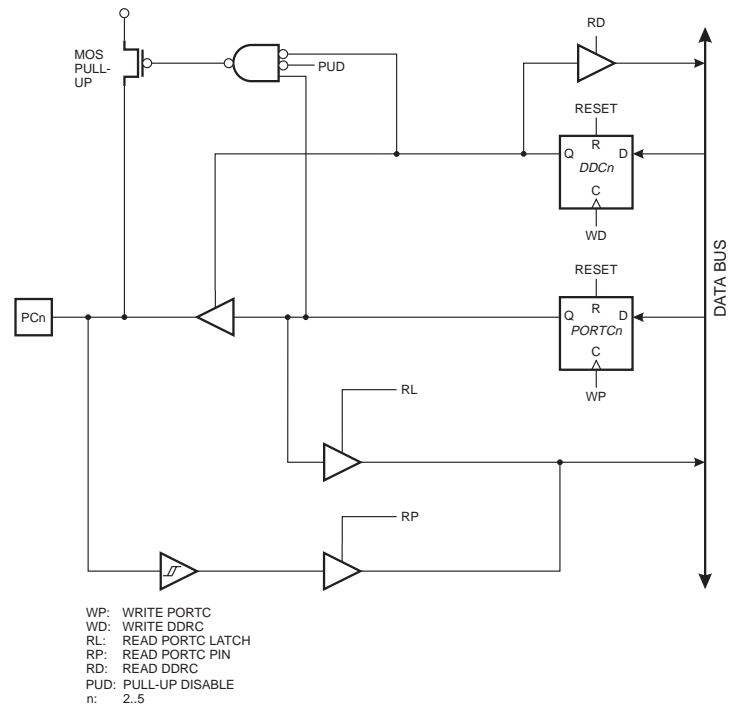 MOS
PULL-
UP
PUD
RD
RESET
R
Q
D
DDCn
C
WD
RESET
R
Q
D
PORTCn
C
WP
PCn
RL
RP
DATA BUS
WP: WRITE PORTC
WD: WRITE DDRC
RL: READ PORTC LATCH
RP: READ PORTC PIN
RD: READ DDRC
PUD: PULL-UP DISABLE
n: 2..5